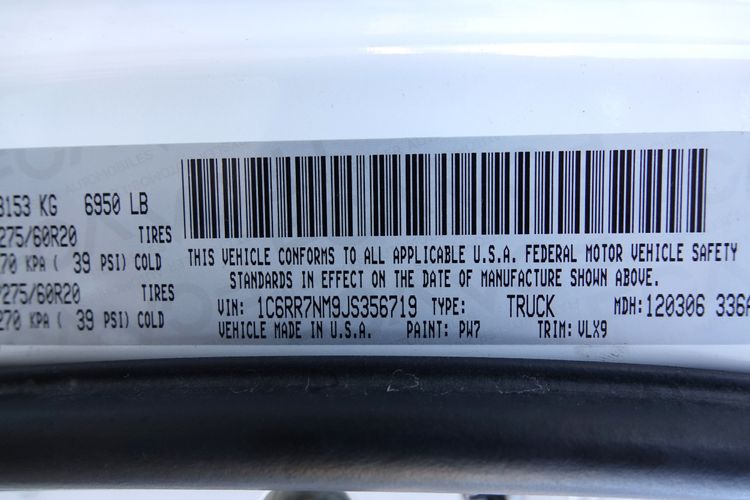 3153 KG 6950 LB
275/60R20 TIRES
70 KPA ( 39 PSI) COLD
275/60R20 TIRES
270 KPA ( 39 PSI) COLD
THIS VEHICLE CONFORMS TO ALL APPLICABLE U.S.A. FEDERAL MOTOR VEHICLE SAFETY
STANDARDS IN EFFECT ON THE DATE OF MANUFACTURE SHOWN ABOVE.
VIN: 1C6RR7NM9JS356719 TYPE: TRUCK MDH:120306 336A
VEHICLE MADE IN U.S.A. PAINT: PW7 TRIM: VLX9